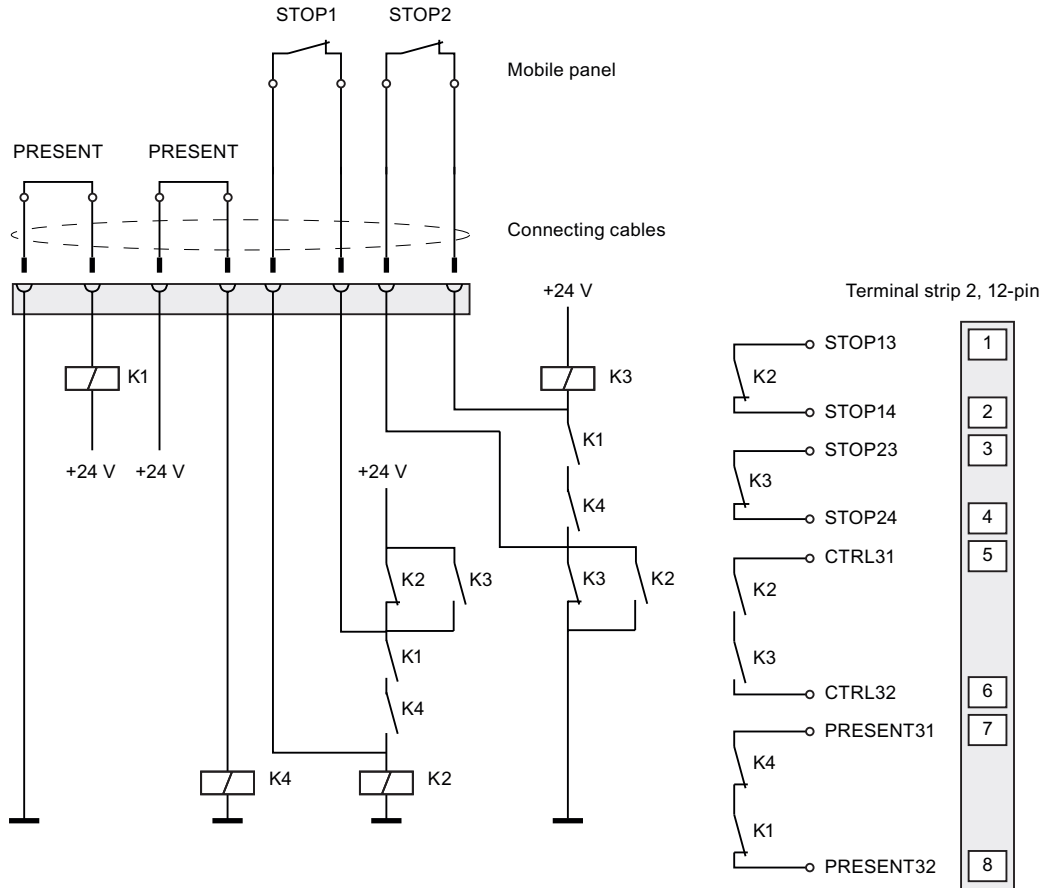 STOP1 STOP2
Mobile panel
PRESENT PRESENT
Connecting cables
+24 V
Terminal strip 2, 12-pin
STOP13 1
K1 K3 K2
STOP14 2
K1
STOP23 3
+24 V +24 V +24 V
K3
K4
STOP24 4
CTRL31 5
K2 K3 K3 K2 K2
K1 K3
CTRL32 6
K4
PRESENT31 7
K4 K2 K4
K1
PRESENT32 8